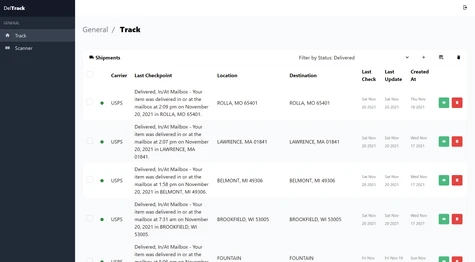 DelTrack
GENERAL
Track
Scanner
General / Track
Shipments
Filter by Status: Delivered
Carrier Last Checkpoint Location Destination Last Check Last Update Created At
USPS
Delivered, In/At Mailbox - Your
item was delivered in or at the
mailbox at 2:09 pm on November
20, 2021 in ROLLA, MO 65401.
ROLLA, MO 65401
ROLLA, MO 65401
Sat Nov 20 2021
Sat Nov 20 2021
Thu Nov 18 2021
USPS
Delivered, In/At Mailbox - Your
item was delivered in or at the
mailbox at 2:07 pm on November
20, 2021 in LAWRENCE, MA
01841.
LAWRENCE, MA 01841
LAWRENCE, MA 01841
Sat Nov 20 2021
Sat Nov 20 2021
Wed Nov 17 2021
USPS
Delivered, In/At Mailbox - Your
item was delivered in or at the
mailbox at 1:58 pm on November
20, 2021 in BELMONT, MI 49306.
BELMONT, MI 49306
BELMONT, MI 49306
Sat Nov 20 2021
Sat Nov 20 2021
Wed Nov 17 2021
USPS
Delivered, In/At Mailbox - Your
item was delivered in or at the
mailbox at 7:31 am on November
20, 2021 in BROOKFIELD, WI
53005.
BROOKFIELD, WI 53005
BROOKFIELD, WI 53005
Sat Nov 20 2021
Sat Nov 20 2021
Wed Nov 17 2021
Delivered, In/At Mailbox - Your
item was delivered in or at the
FOUNTAIN
FOUNTAIN
Fri Nov
Fri Nov 19
Sun Nov